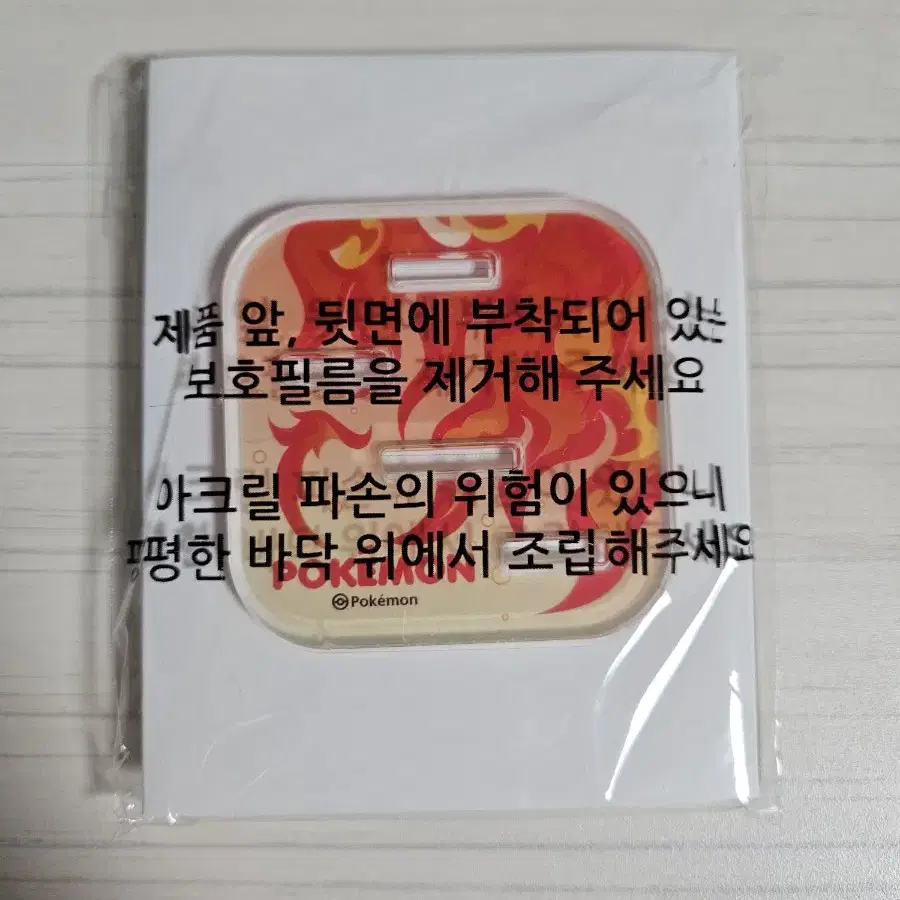 제품 앞, 뒷면에 부착되어 있는
보호필름을 제거해 주세요
아크릴 파손의 위험이 있으니
평평한 바닥 위에서 조립해주세요
POKÉMON
Pokémon